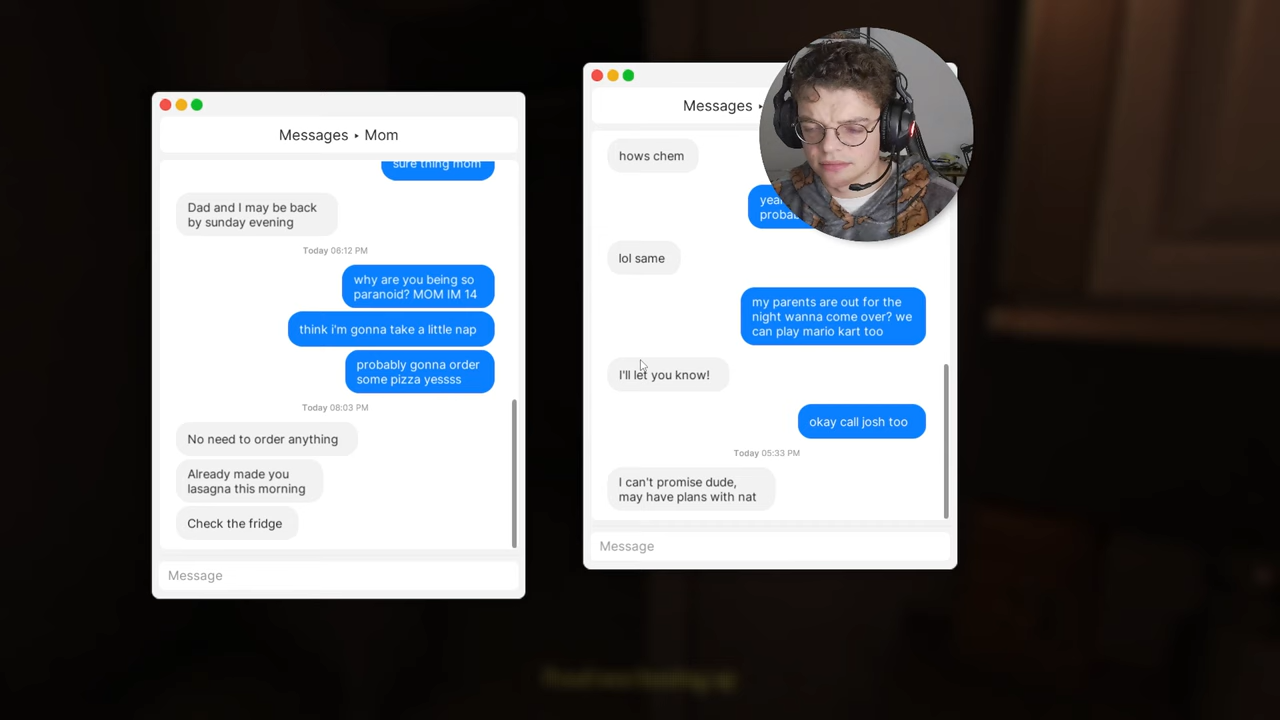 Messages ‣ Mom
sure thing mom
Dad and I may be back
by sunday evening
Today 06:12 PM
why are you being so
paranoid? MOM IM 14
think i'm gonna take a little nap
probably gonna order
some pizza yessss
Today 08:03 PM
No need to order anything
Already made you
lasagna this morning
Check the fridge
Message
Messages ‣
hows chem
lol same
my parents are out for the
night wanna come over? we
can play mario kart too
I'll let you know!
okay call josh too
Today 05:33 PM
I can't promise dude,
may have plans with nat
Message